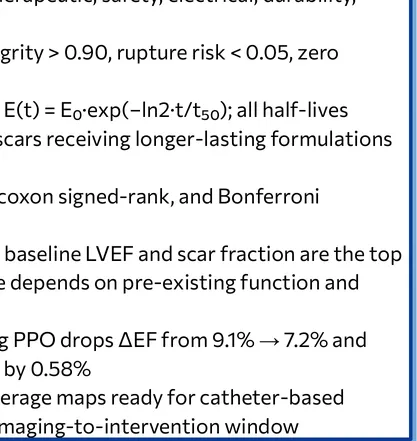 safety, electrical, durability,
grity > 0.90, rupture risk < 0.05, zero
E(t) = E₀·exp(−ln2·t/t₅₀); all half-lives
scars receiving longer-lasting formulations
coxon signed-rank, and Bonferroni
baseline LVEF and scar fraction are the top
e depends on pre-existing function and
g PPO drops ΔEF from 9.1% → 7.2% and
by 0.58%
erage maps ready for catheter-based
maging-to-intervention window